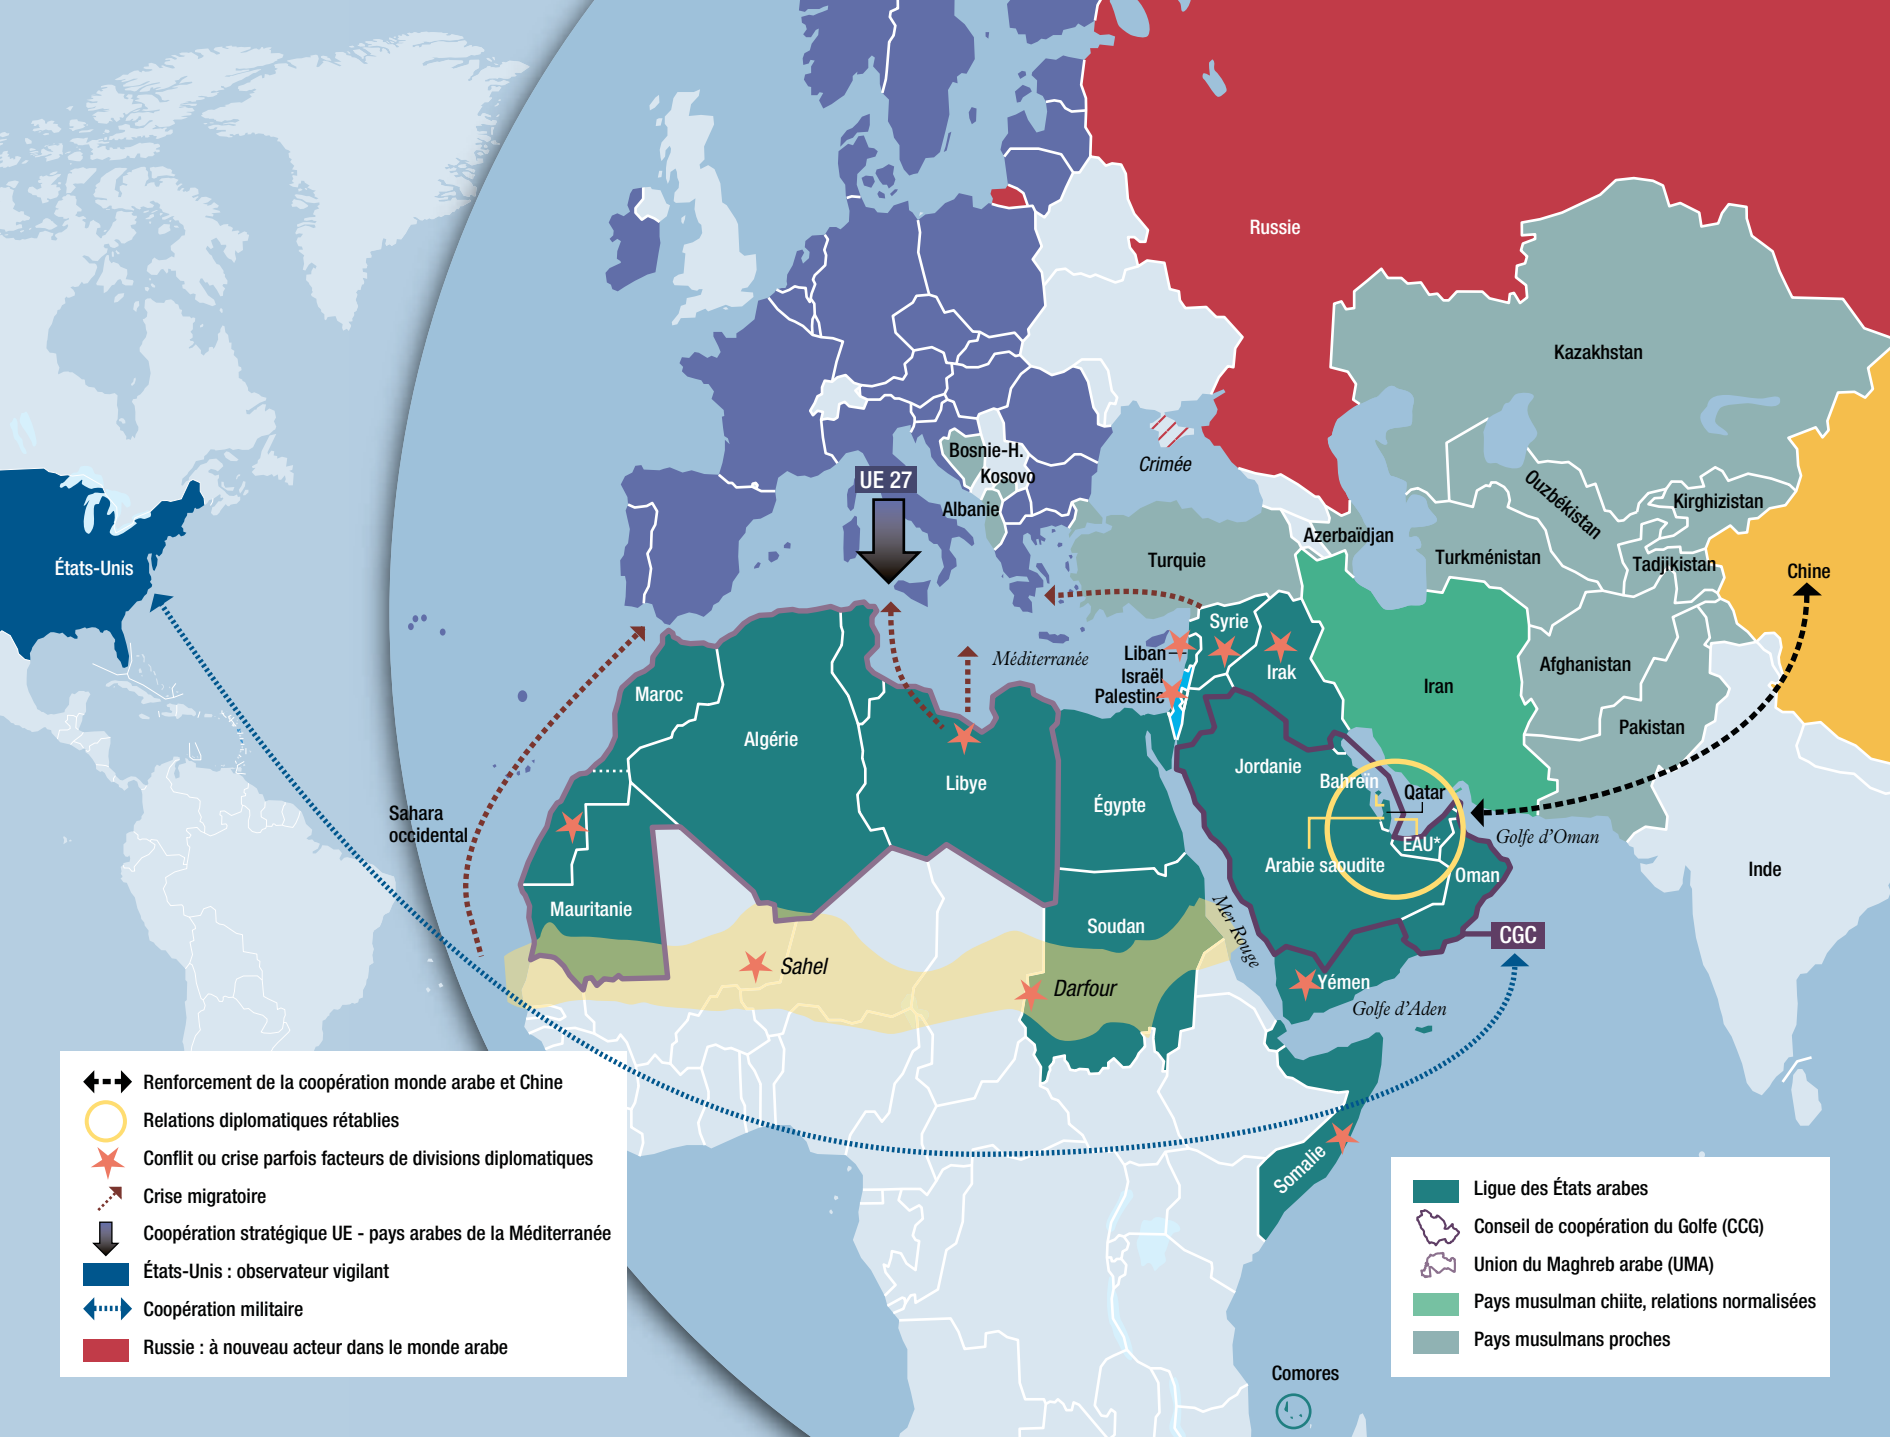 Russie
Kazakhstan
Bosnie-H.
Crimée
Kosovo
UE 27
Albanie
Ouzbékistan
Kirghizistan
Azerbaïdjan
Turquie
Turkménistan
Tadjikistan
États-Unis
Chine
Syrie
Liban
Méditerranée
Israël
Palestine
Irak
Afghanistan
Iran
Maroc
Pakistan
Algérie
Libye
Jordanie
Bahreïn
Qatar
Égypte
Sahara
occidental
Golfe d'Oman
EAU*
Arabie saoudite
Inde
Oman
Mauritanie
Soudan
Mer Rouge
CGC
Sahel
Darfour
Yémen
Golfe d'Aden
Somalie
Comores
Renforcement de la coopération monde arabe et Chine
Relations diplomatiques rétablies
Conflit ou crise parfois facteurs de divisions diplomatiques
Crise migratoire
Coopération stratégique UE - pays arabes de la Méditerranée
États-Unis : observateur vigilant
Coopération militaire
Russie : à nouveau acteur dans le monde arabe
Ligue des États arabes
Conseil de coopération du Golfe (CCG)
Union du Maghreb arabe (UMA)
Pays musulman chiite, relations normalisées
Pays musulmans proches